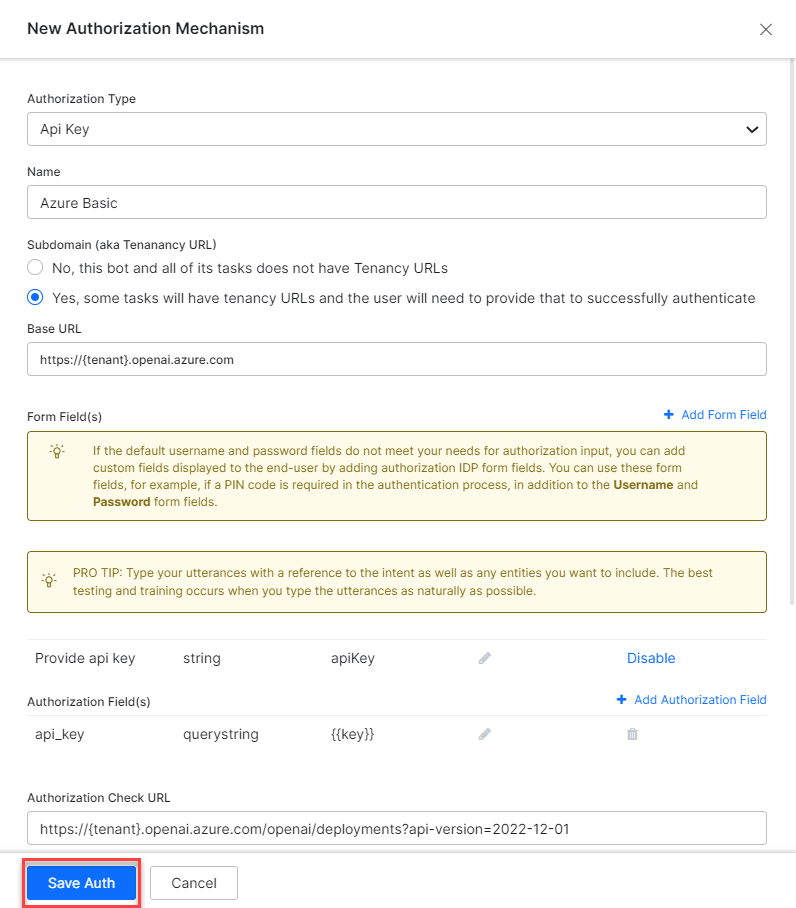 New Authorization Mechanism
Authorization Type
Api Key
Name
Azure Basic
Subdomain (aka Tenanancy URL)
No, this bot and all of its tasks does not have Tenancy URLs
Yes, some tasks will have tenancy URLs and the user will need to provide that to successfully authenticate
Base URL
https://{tenant}.openai.azure.com
Form Field(s)
+ Add Form Field
If the default username and password fields do not meet your needs for authorization input, you can add
custom fields displayed to the end-user by adding authorization IDP form fields. You can use these form
fields, for example, if a PIN code is required in the authentication process, in addition to the Username and
Password form fields.
PRO TIP: Type your utterances with a reference to the intent as well as any entities you want to include. The best
testing and training occurs when you type the utterances as naturally as possible.
Provide api key string apiKey Disable
Authorization Field(s)
+ Add Authorization Field
api_key querystring {{key}}
Authorization Check URL
https://{tenant}.openai.azure.com/openai/deployments?api-version=2022-12-01
Save Auth Cancel